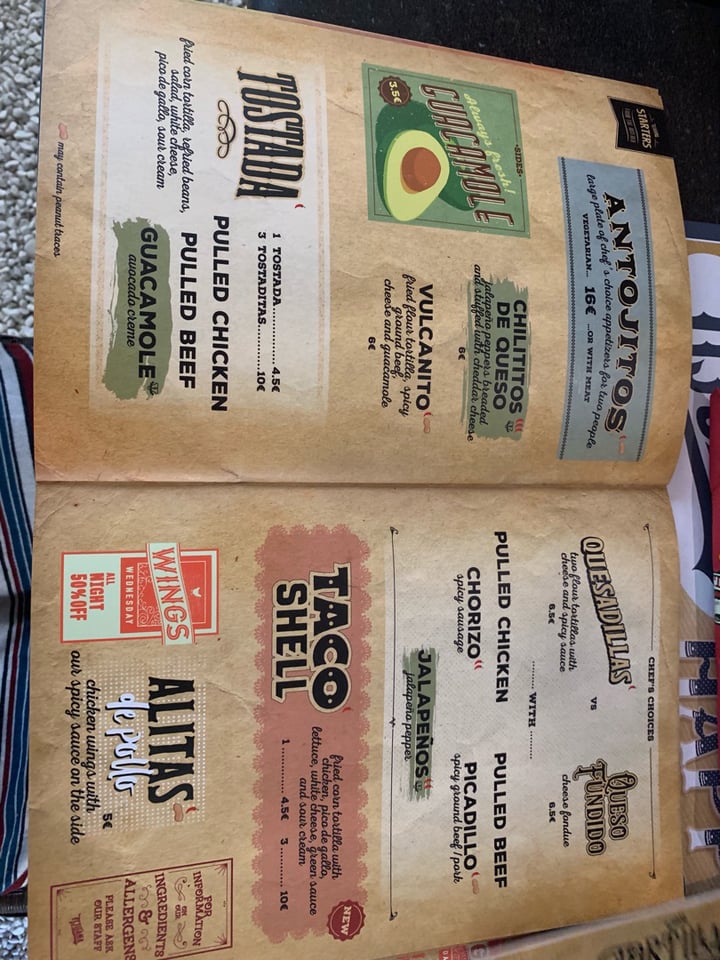 STARTERS
ANTOJITOS
large plate of chef's choice appetizers for two people
VEGETARIAN... 16€ ...OR WITH MEAT
·SIDES·
Always fresh!
GUACAMOLE
3.5€
CHILITITOS
DE QUESO
jalapeño peppers breaded
and stuffed with cheddar cheese
6€
VULCANITO
fried flour tortilla, spicy
ground beef,
cheese and guacamole
6€
TOSTADA
fried corn tortilla, refried beans,
salad, white cheese,
pico de gallo, sour cream
1 TOSTADA............4.5€
3 TOSTADITAS..........10€
PULLED CHICKEN
PULLED BEEF
GUACAMOLE
avocado creme
may contain peanut traces
CHEF'S CHOICES
QUESADILLAS
two flour tortillas with
cheese and spicy sauce
6.5€
VS
QUESO
FUNDIDO
cheese fondue
6.5€
......... WITH .........
PULLED CHICKEN
PULLED BEEF
CHORIZO
spicy sausage
PICADILLO
spicy ground beef/pork
JALAPEÑOS
jalapeño pepper
TACO
SHELL
fried corn tortilla with
chicken, pico de gallo,
lettuce, white cheese, green sauce
and sour cream
1 ............... 4.5€ 3 ............ 10€
NEW
WINGS
WEDNESDAY
ALL
NIGHT
50% OFF
ALITAS
de pollo
5€
chicken wings with
our spicy sauce on the side
FOR
INFORMATION
ON OUR
INGREDIENTS
&
ALLERGENS
PLEASE ASK
OUR STAFF